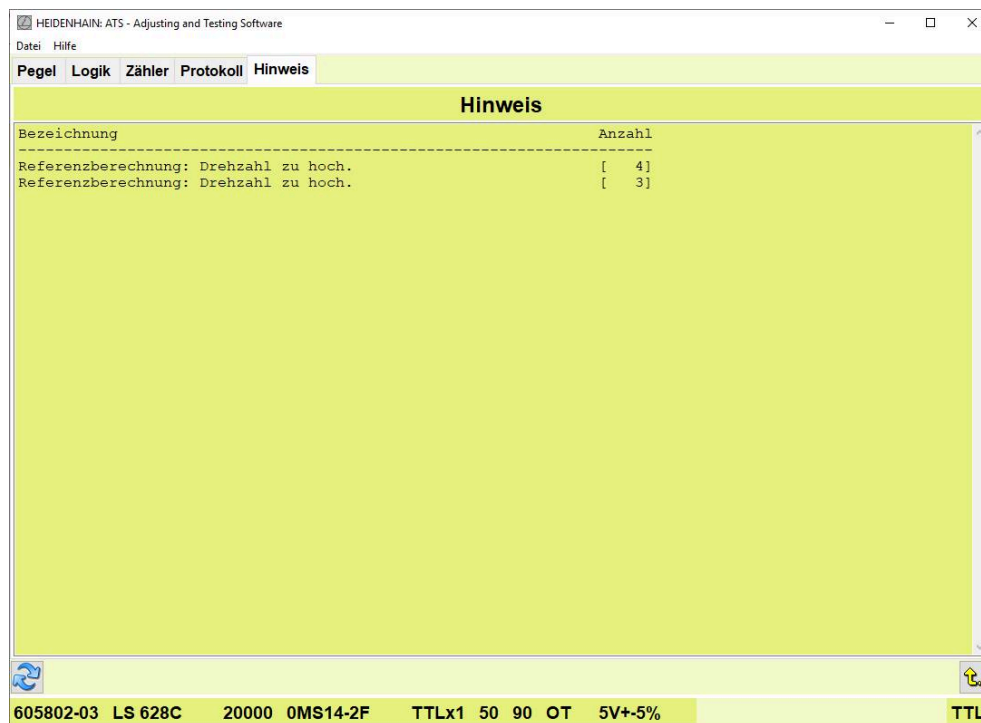 HEIDENHAIN: ATS - Adjusting and Testing Software
Datei Hilfe
Pegel Logik Zähler Protokoll Hinweis
Hinweis
Bezeichnung Anzahl
----------------------------------------------------------------------
Referenzberechnung: Drehzahl zu hoch. [ 4]
Referenzberechnung: Drehzahl zu hoch. [ 3]
605802-03 LS 628C 20000 0MS14-2F TTLx1 50 90 OT 5V+-5% TTL